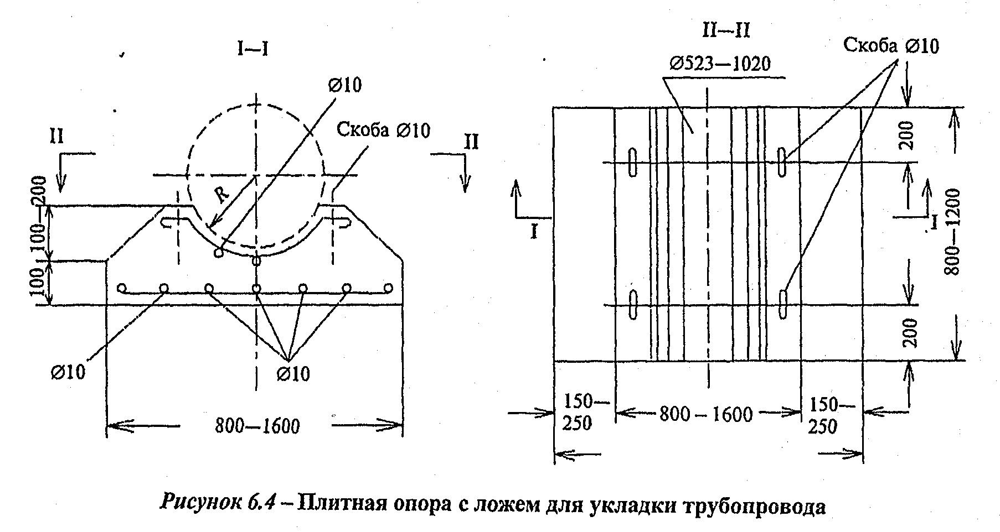 I—I
Ø10
Скоба Ø10
II
II
R
100—200
100
Ø10
Ø10
800—1600
II—II
Ø523—1020
Скоба Ø10
200
800—1200
I
I
200
150—
250
800 – 1600
150—
250
Рисунок 6.4 – Плитная опора с ложем для укладки трубопровода